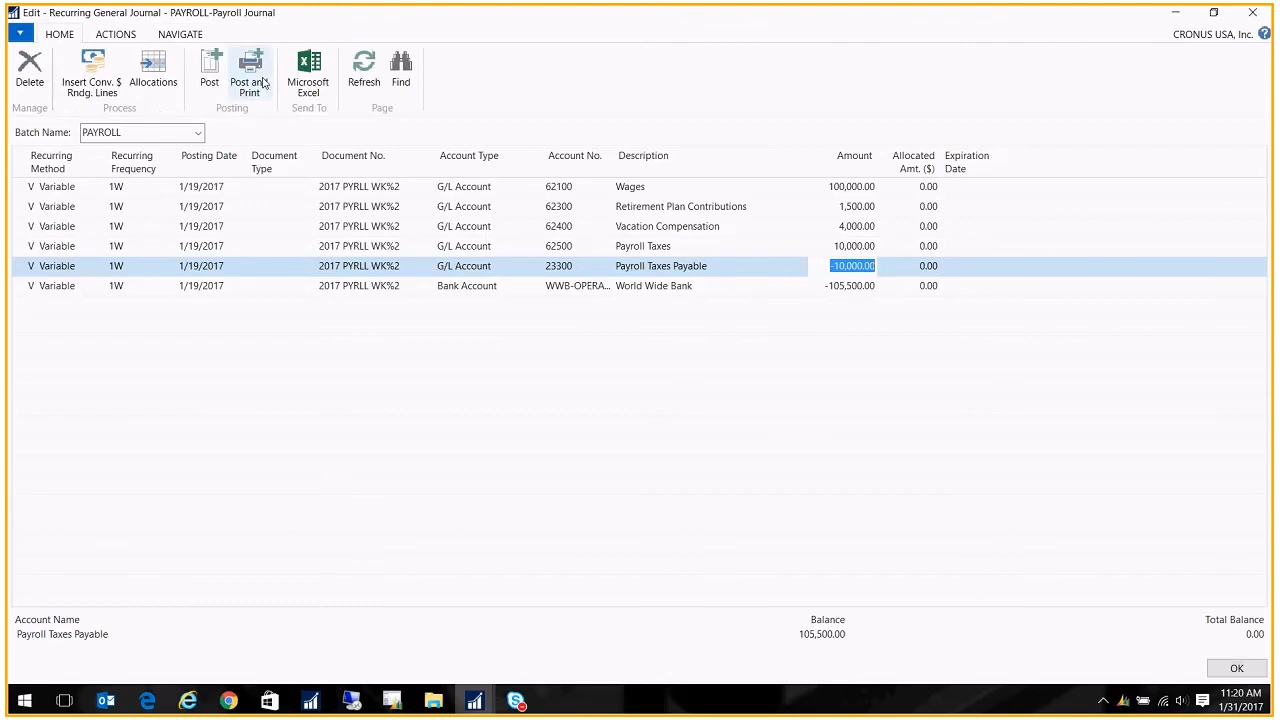 Edit - Recurring General Journal - PAYROLL-Payroll Journal
HOME ACTIONS NAVIGATE CRONUS USA, Inc.
Delete Insert Conv. $ Rndg. Lines Allocations Post Post and Print Microsoft Excel Refresh Find
Manage Process Posting Send To Page
Batch Name: PAYROLL
Recurring Method Recurring Frequency Posting Date Document Type Document No. Account Type Account No. Description Amount Allocated Amt. ($) Expiration Date
V Variable 1W 1/19/2017 2017 PYRLL WK%2 G/L Account 62100 Wages 100,000.00 0.00
V Variable 1W 1/19/2017 2017 PYRLL WK%2 G/L Account 62300 Retirement Plan Contributions 1,500.00 0.00
V Variable 1W 1/19/2017 2017 PYRLL WK%2 G/L Account 62400 Vacation Compensation 4,000.00 0.00
V Variable 1W 1/19/2017 2017 PYRLL WK%2 G/L Account 62500 Payroll Taxes 10,000.00 0.00
V Variable 1W 1/19/2017 2017 PYRLL WK%2 G/L Account 23300 Payroll Taxes Payable -10,000.00 0.00
V Variable 1W 1/19/2017 2017 PYRLL WK%2 Bank Account WWB-OPERA... World Wide Bank -105,500.00 0.00
Account Name Balance Total Balance
Payroll Taxes Payable 105,500.00 0.00
OK
11:20 AM
1/31/2017